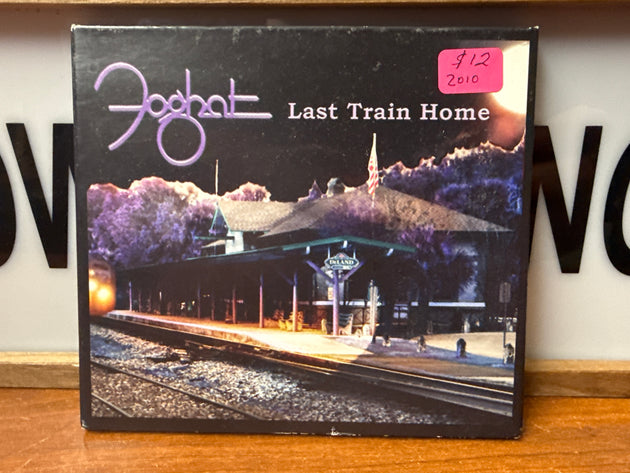 Foghat
Last Train Home
$12
2010
DELAND